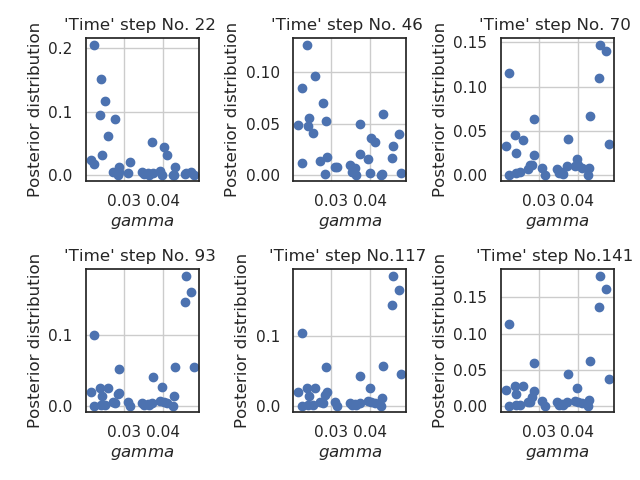 'Time' step No. 22
'Time' step No. 46
'Time' step No. 70
Posterior distribution
0.2
0.1
0.0
0.03 0.04
gamma
Posterior distribution
0.10
0.05
0.00
0.03 0.04
gamma
Posterior distribution
0.15
0.10
0.05
0.00
0.03 0.04
gamma
'Time' step No. 93
'Time' step No.117
'Time' step No.141
Posterior distribution
0.1
0.0
0.03 0.04
gamma
Posterior distribution
0.1
0.0
0.03 0.04
gamma
Posterior distribution
0.15
0.10
0.05
0.00
0.03 0.04
gamma